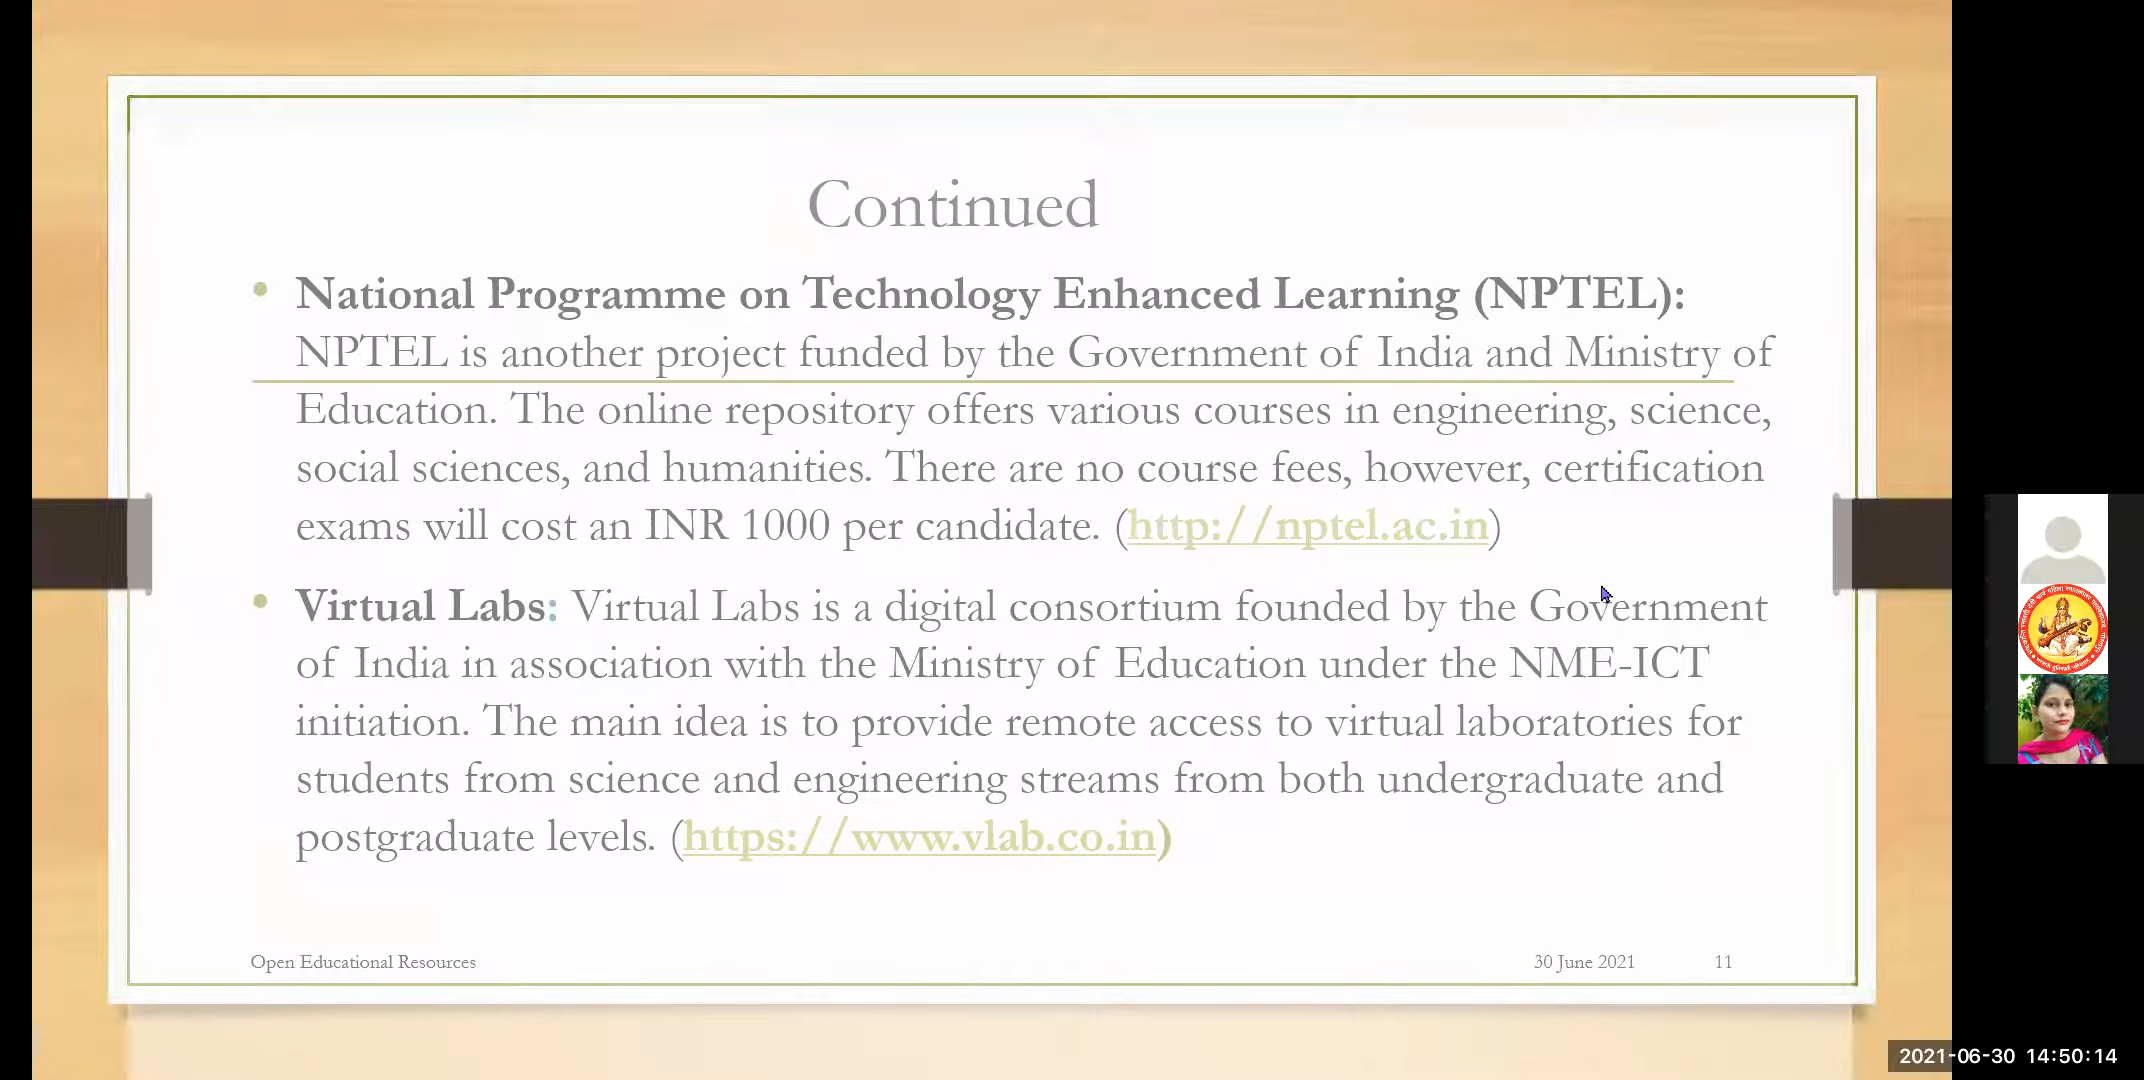 Continued
• National Programme on Technology Enhanced Learning (NPTEL):
NPTEL is another project funded by the Government of India and Ministry of
Education. The online repository offers various courses in engineering, science,
social sciences, and humanities. There are no course fees, however, certification
exams will cost an INR 1000 per candidate. (http://nptel.ac.in)
• Virtual Labs: Virtual Labs is a digital consortium founded by the Government
of India in association with the Ministry of Education under the NME-ICT
initiation. The main idea is to provide remote access to virtual laboratories for
students from science and engineering streams from both undergraduate and
postgraduate levels. (https://www.vlab.co.in)
Open Educational Resources 30 June 2021 11
2021-06-30 14:50:14